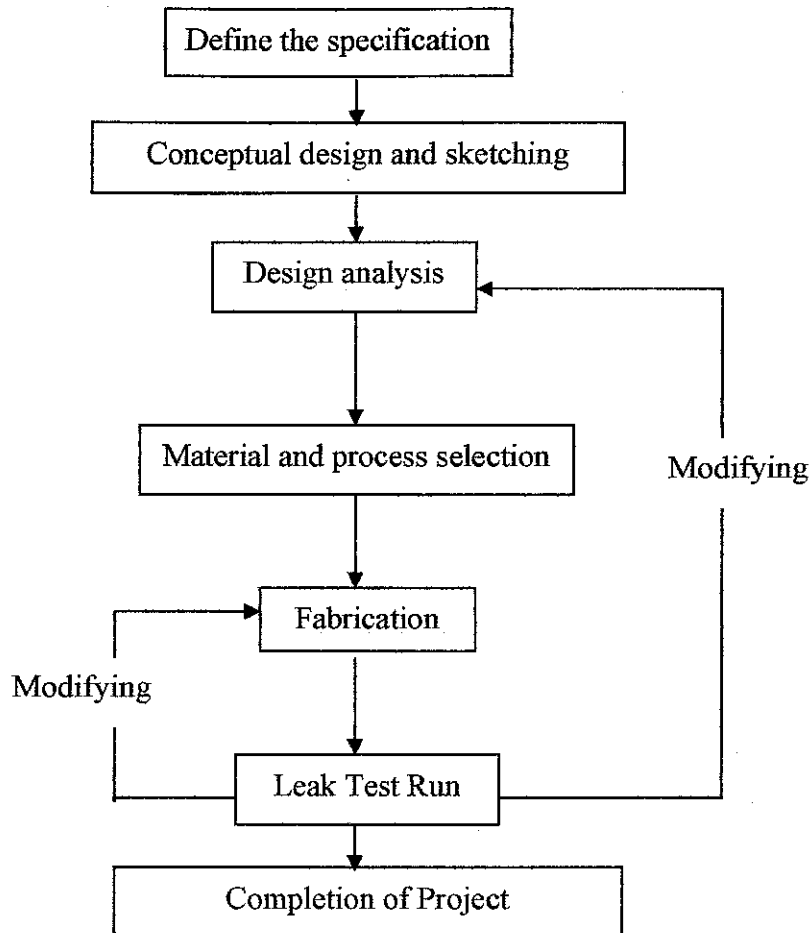 Define the specification
Conceptual design and sketching
Design analysis
Material and process selection
Modifying
Fabrication
Modifying
Leak Test Run
Completion of Project